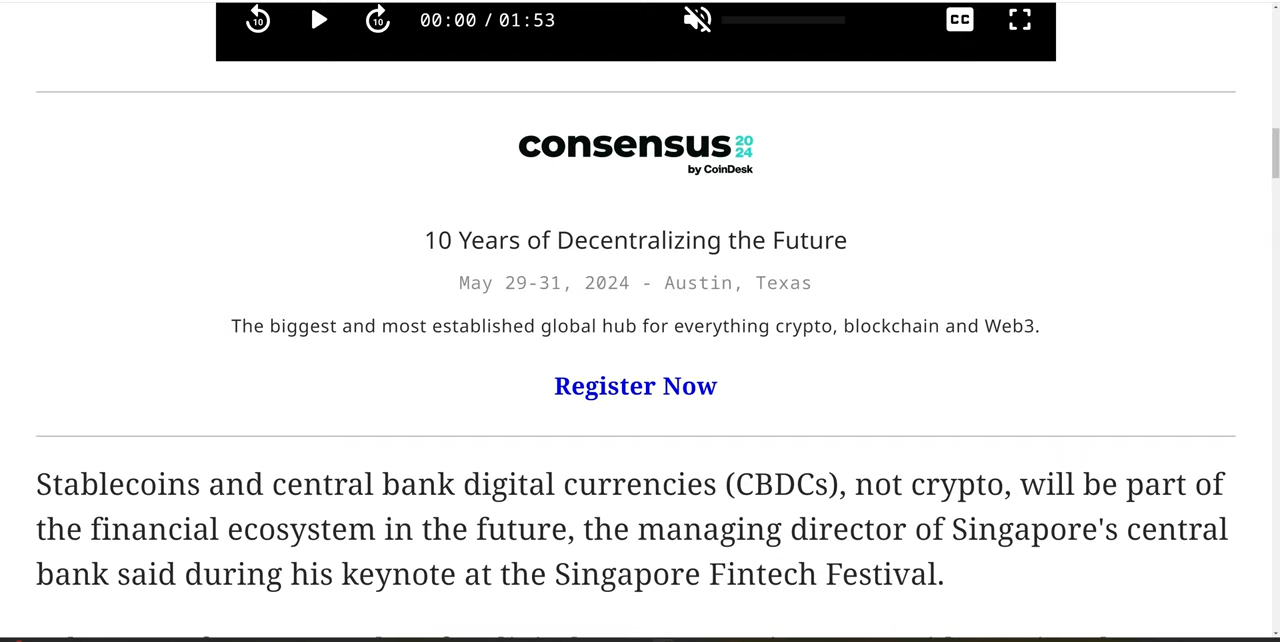 10 10 00:00 / 01:53 CC
consensus 2024
by CoinDesk
10 Years of Decentralizing the Future
May 29-31, 2024 - Austin, Texas
The biggest and most established global hub for everything crypto, blockchain and Web3.
Register Now
Stablecoins and central bank digital currencies (CBDCs), not crypto, will be part of
the financial ecosystem in the future, the managing director of Singapore's central
bank said during his keynote at the Singapore Fintech Festival.